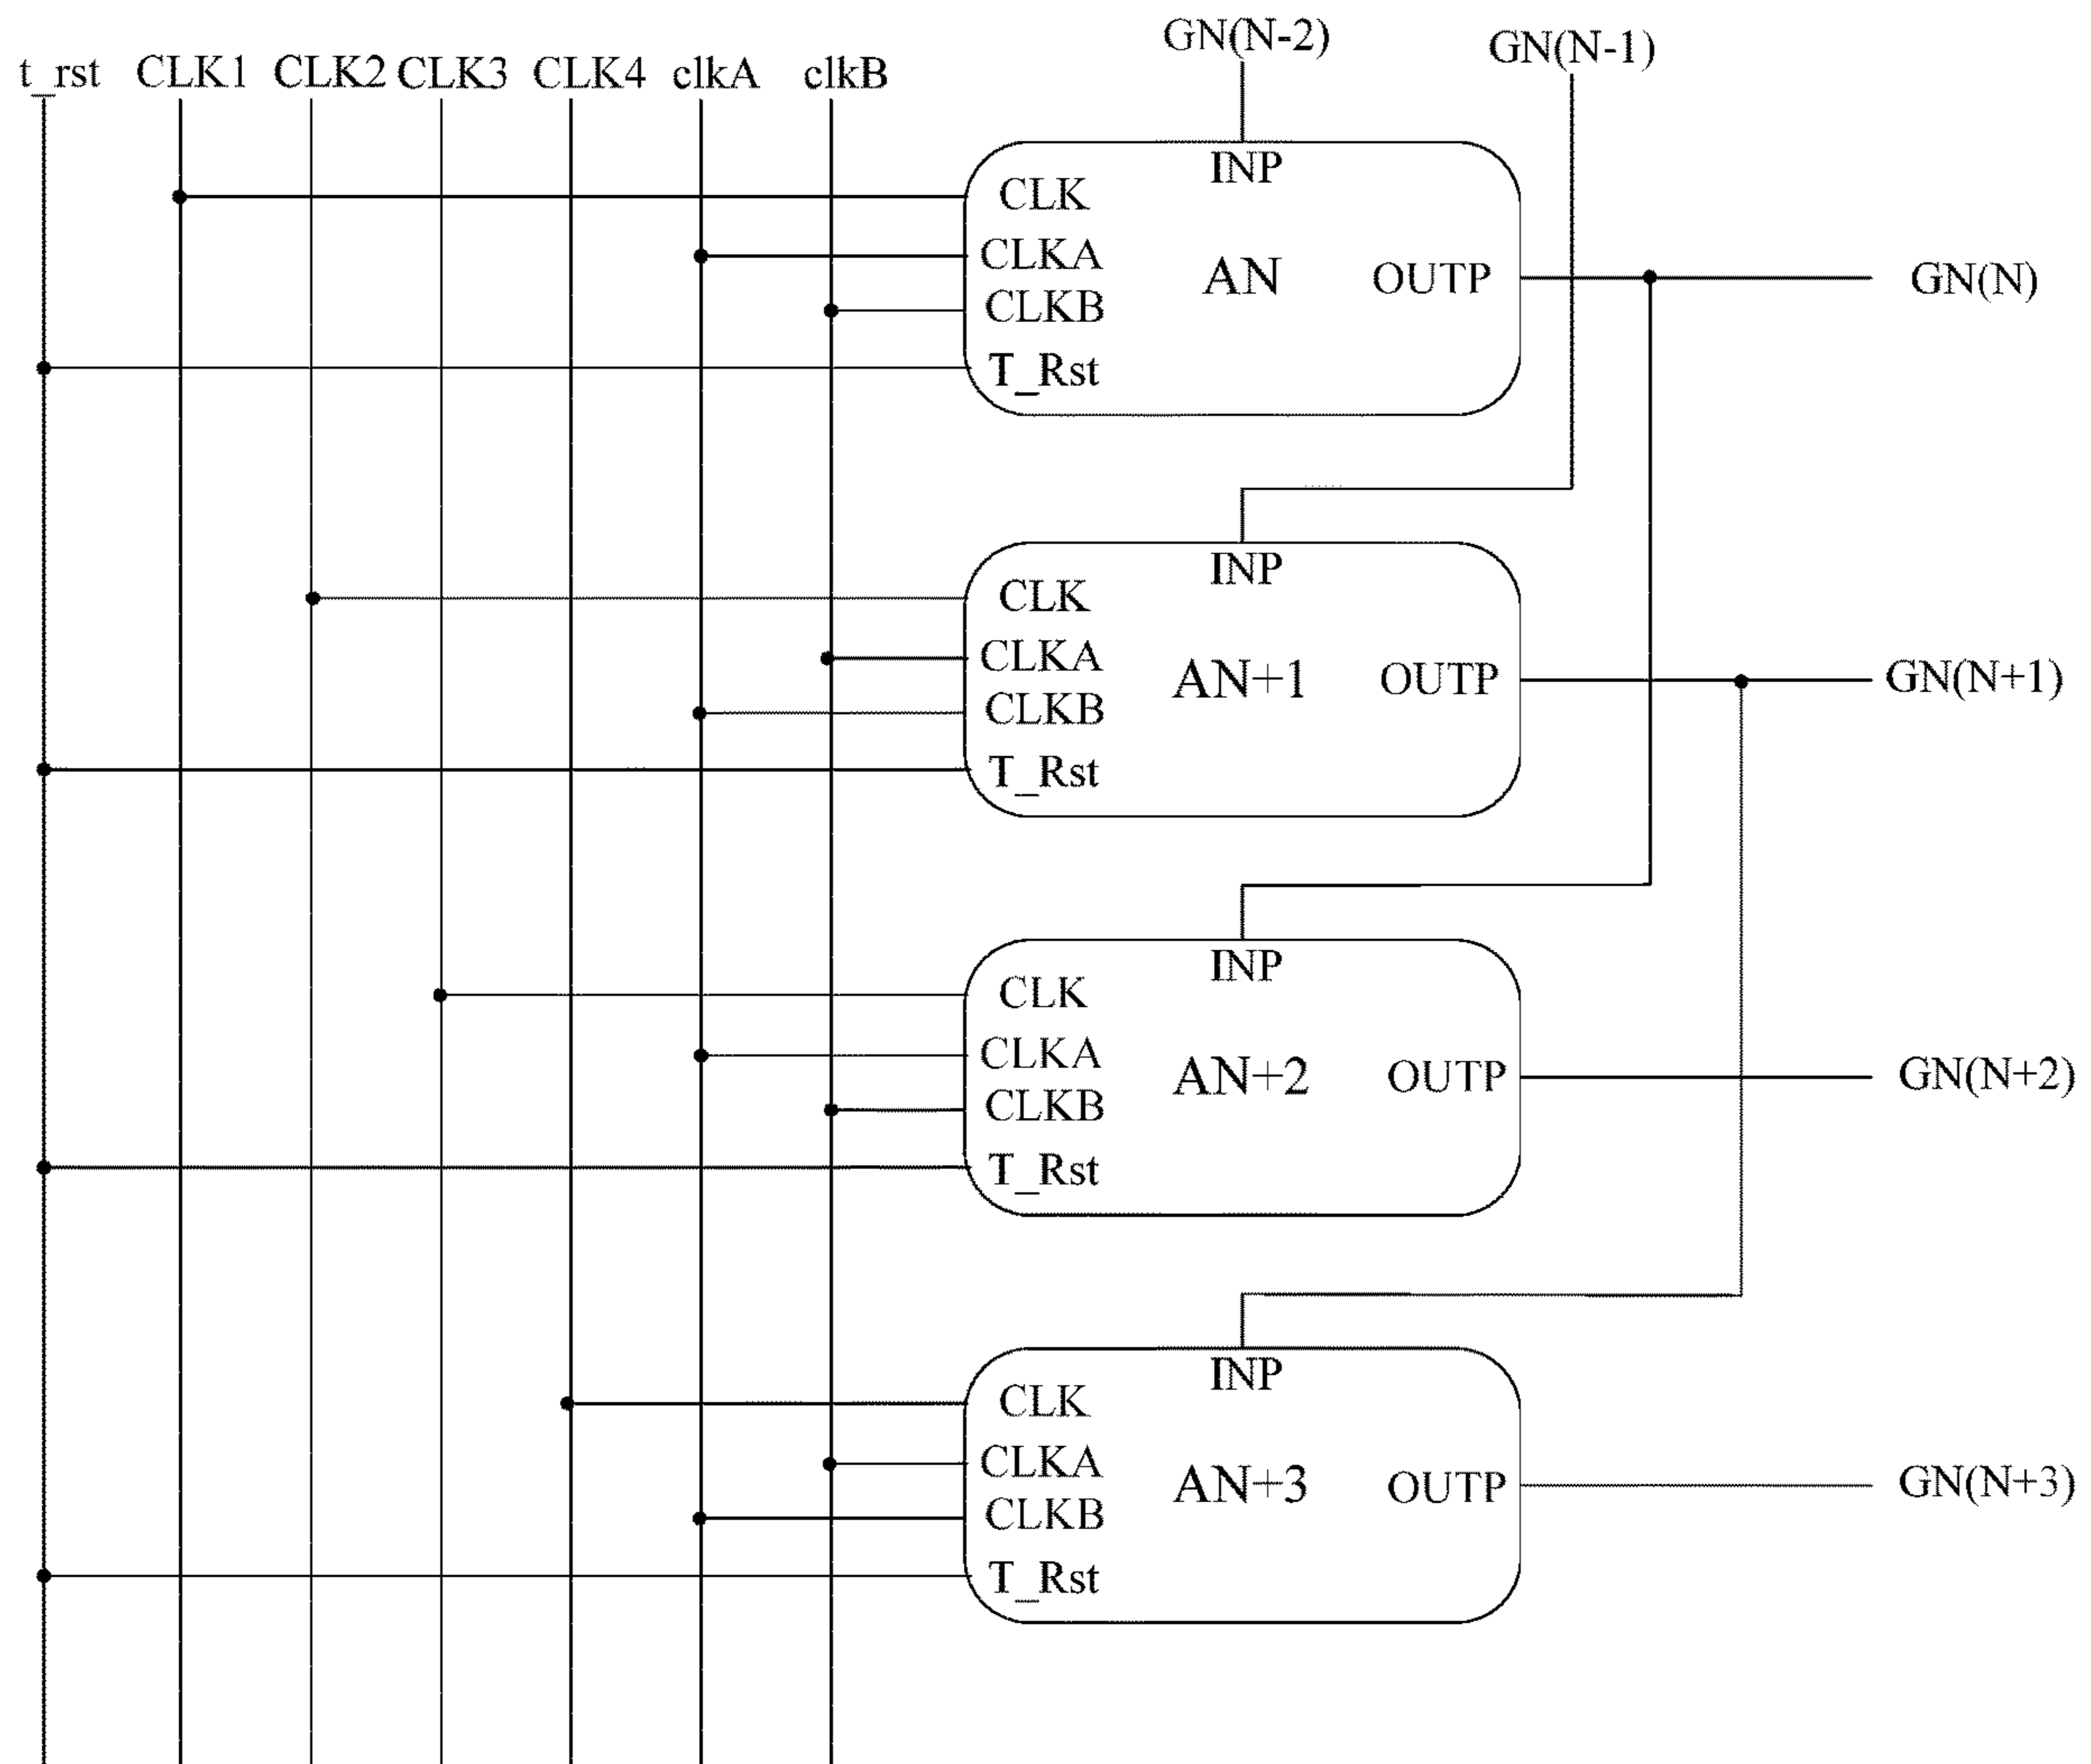 GN(N-2)
GN(N-1)
t_rst CLK1 CLK2 CLK3 CLK4 clkA clkB
INP
CLK
CLKA
AN
OUTP
GN(N)
CLKB
T_Rst
INP
CLK
CLKA
AN+1
OUTP
GN(N+1)
CLKB
T_Rst
INP
CLK
CLKA
AN+2
OUTP
GN(N+2)
CLKB
T_Rst
INP
CLK
CLKA
AN+3
OUTP
GN(N+3)
CLKB
T_Rst